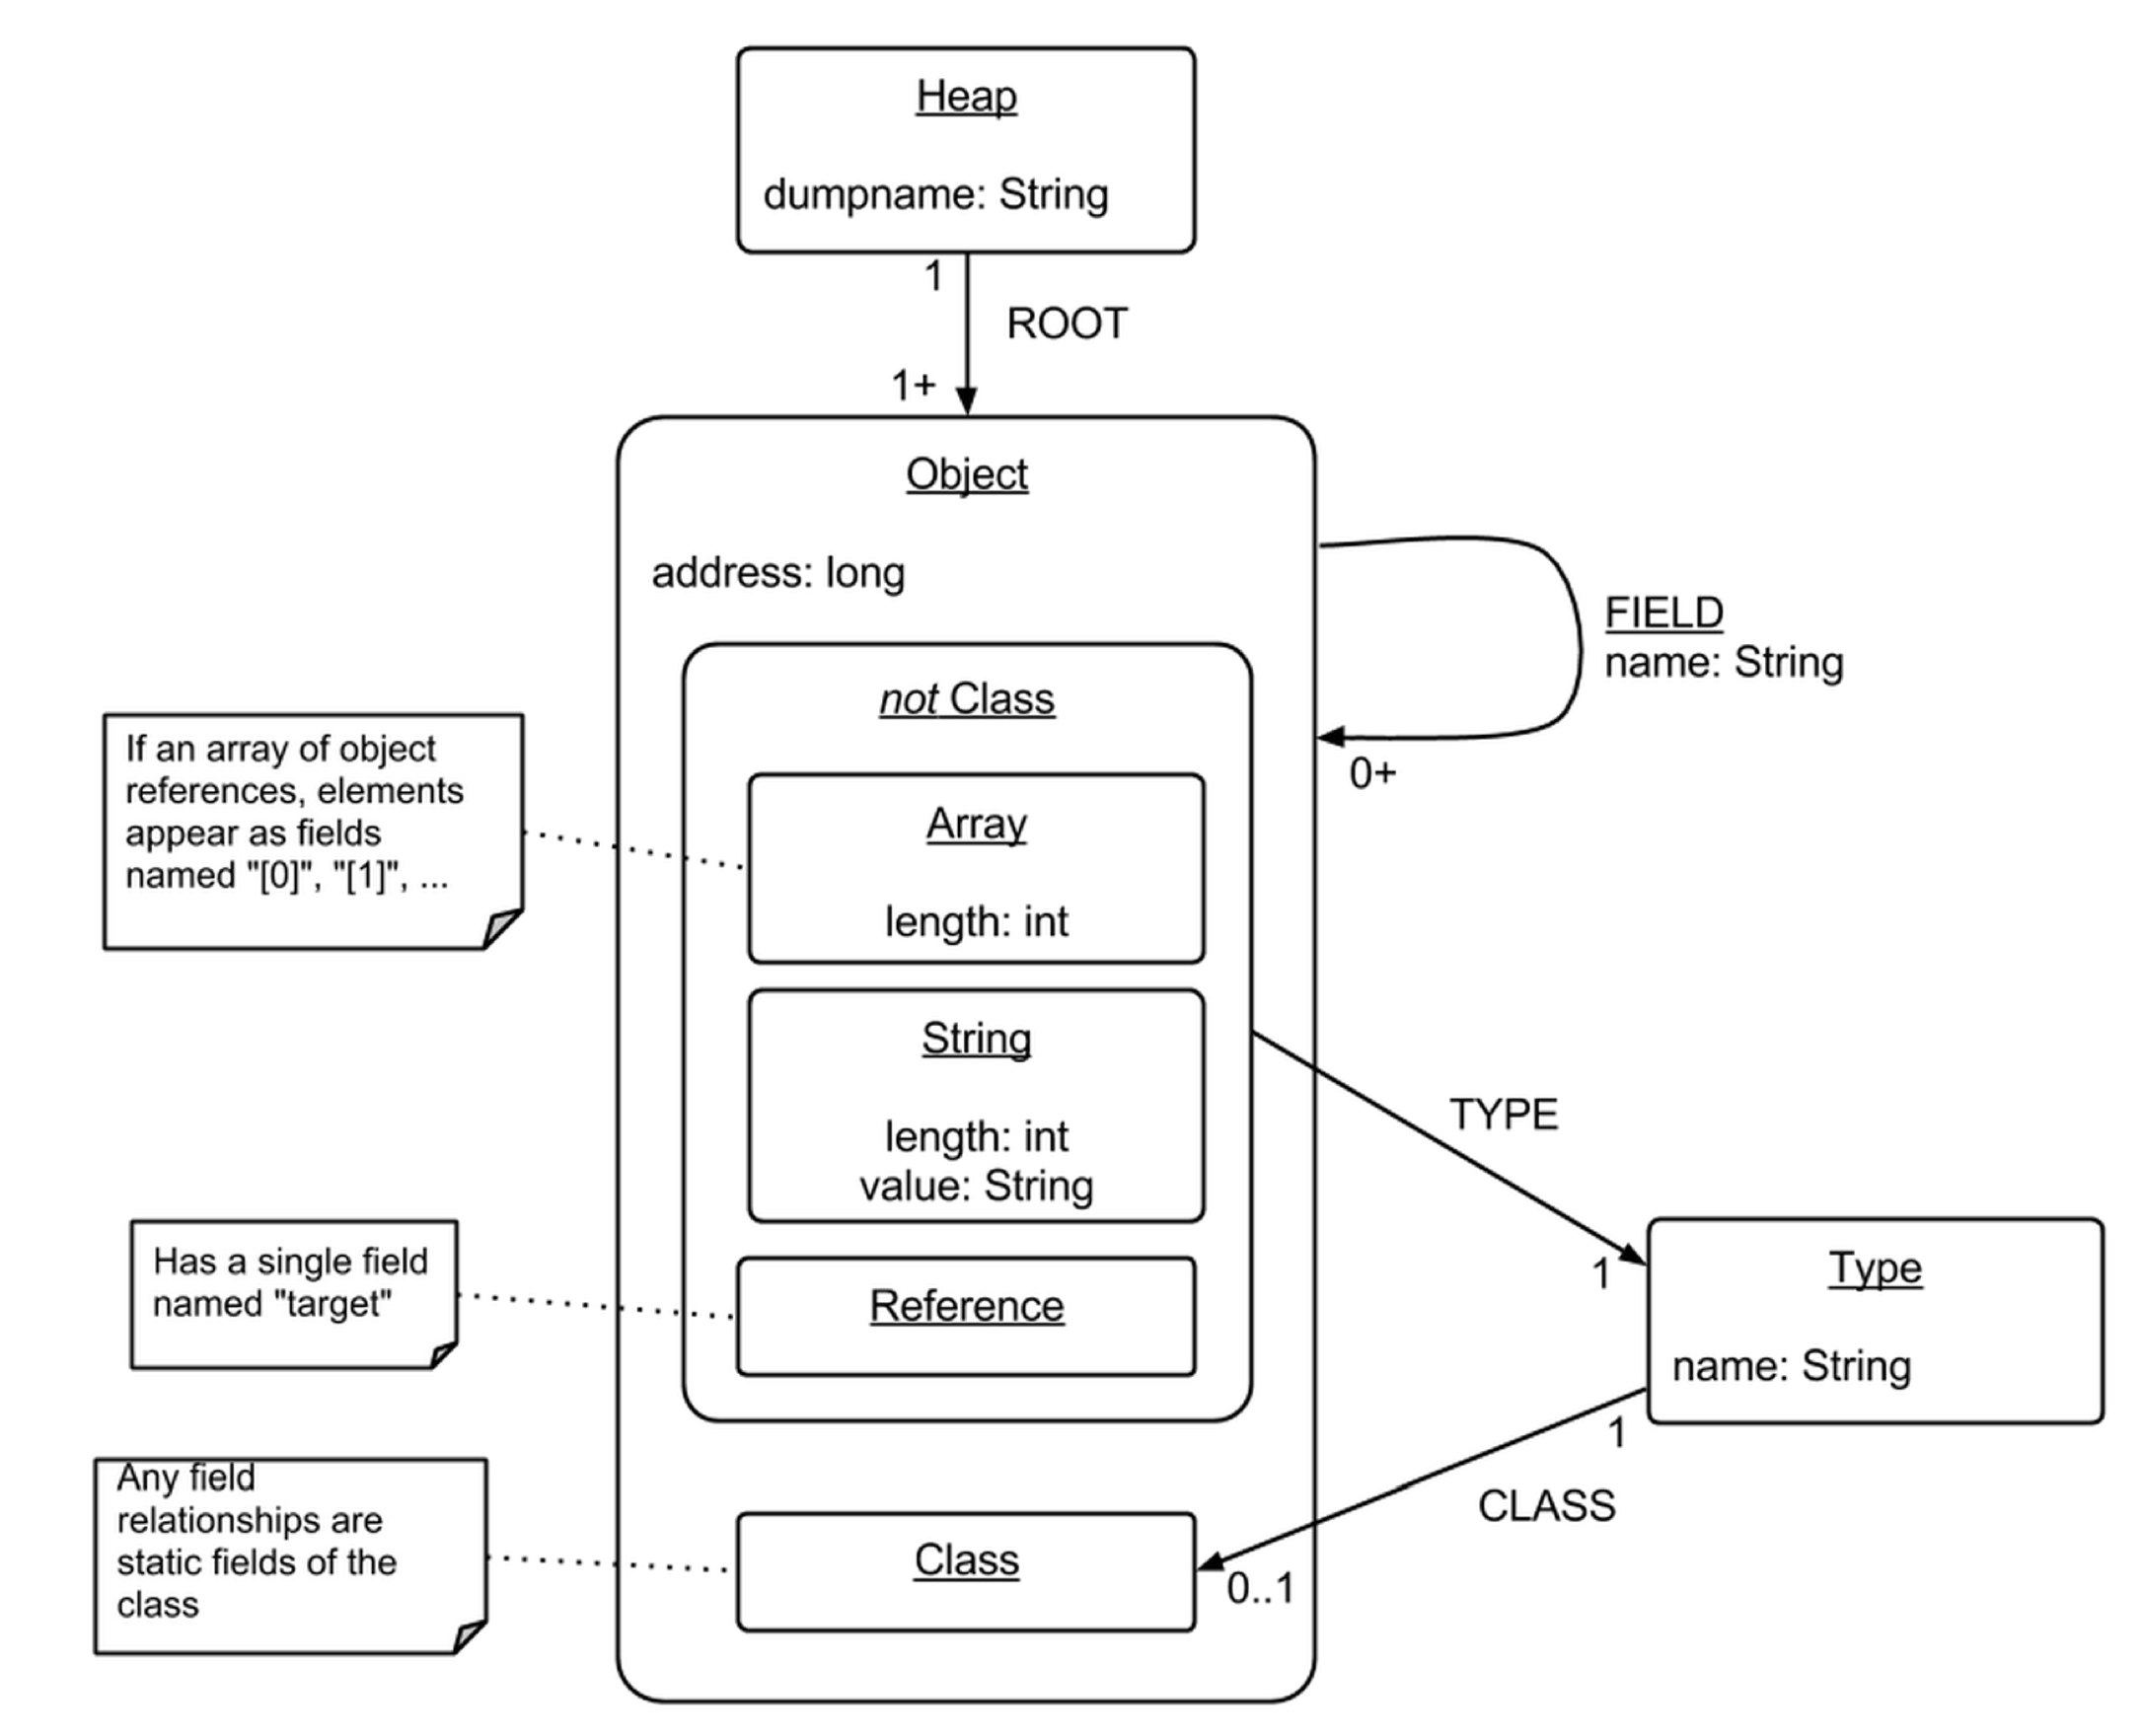 Heap
dumpname: String
1
ROOT
1+
Object
address: long
FIELD
name: String
0+
not Class
If an array of object
references, elements
appear as fields
named "[0]", "[1]", ...
Array
length: int
String
length: int
value: String
TYPE
1
Has a single field
named "target"
Reference
Type
name: String
1
CLASS
0..1
Any field
relationships are
static fields of the
class
Class